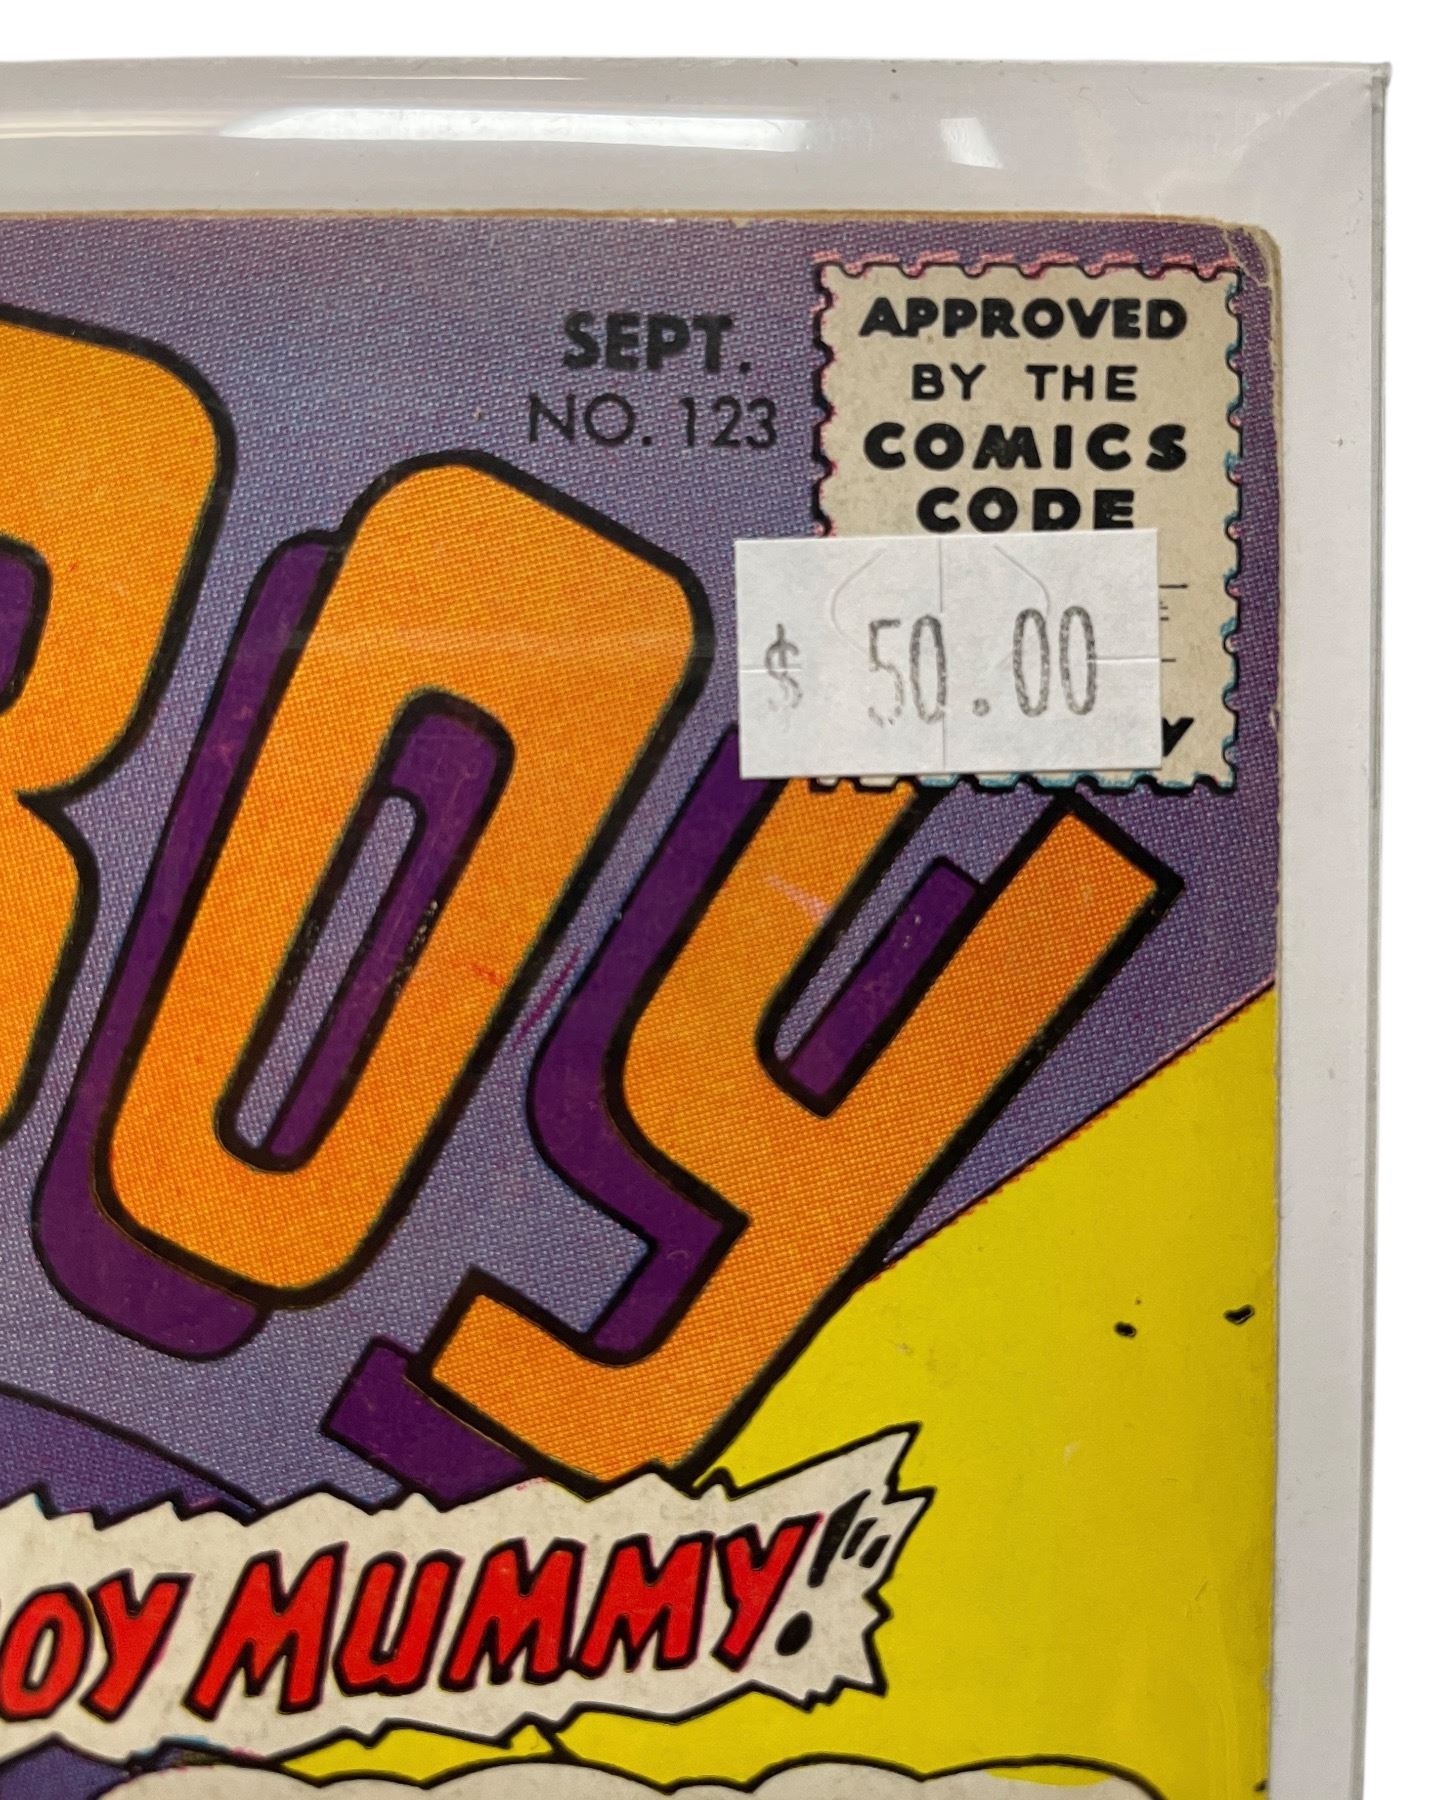 SEPT.
NO. 123
APPROVED
BY THE
COMICS
CODE
$ 50.00
Y
BOY
OY MUMMY!